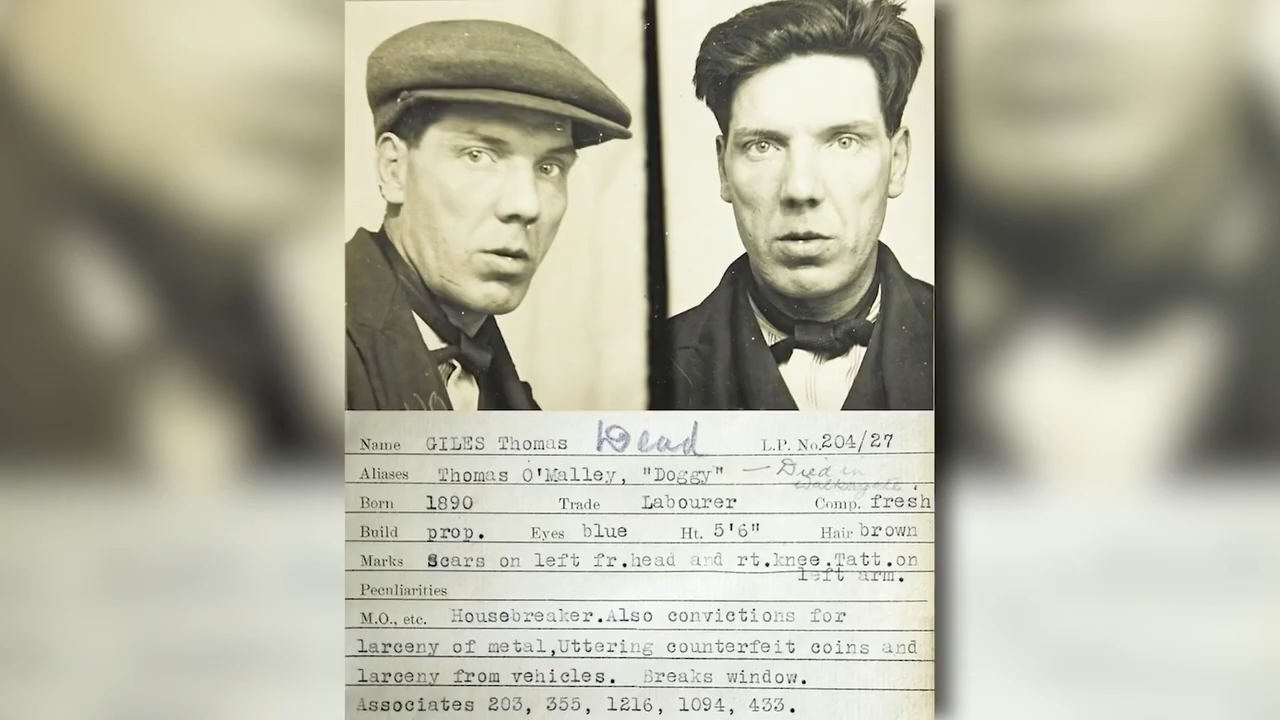 Name GILES Thomas Dead L.P. No. 204/27
Aliases Thomas O'Malley, "Doggy" — Died in
Walkergate.
Born 1890 Trade Labourer Comp. fresh
Build prop. Eyes blue Ht. 5'6" Hair brown
Marks Scars on left fr.head and rt.knee.Tatt.on
left arm.
Peculiarities
M.O., etc. Housebreaker.Also convictions for
larceny of metal,Uttering counterfeit coins and
larceny from vehicles. Breaks window.
Associates 203, 355, 1216, 1094, 433.